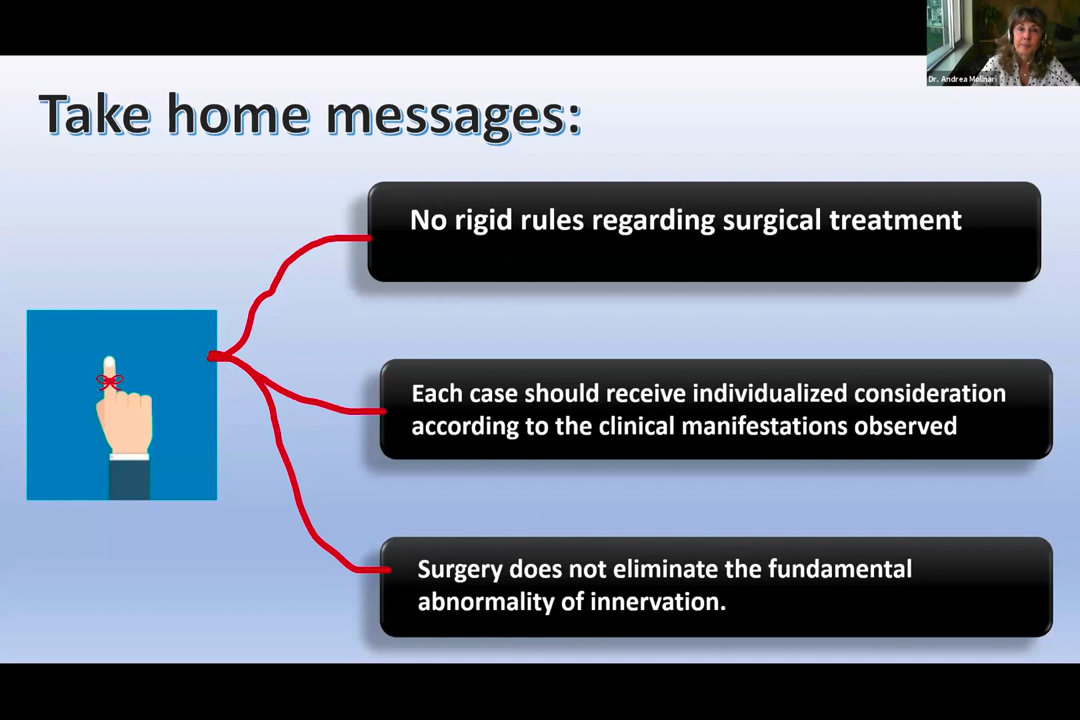 Dr. Andrea Molinari
Take home messages:
No rigid rules regarding surgical treatment
Each case should receive individualized consideration
according to the clinical manifestations observed
Surgery does not eliminate the fundamental
abnormality of innervation.